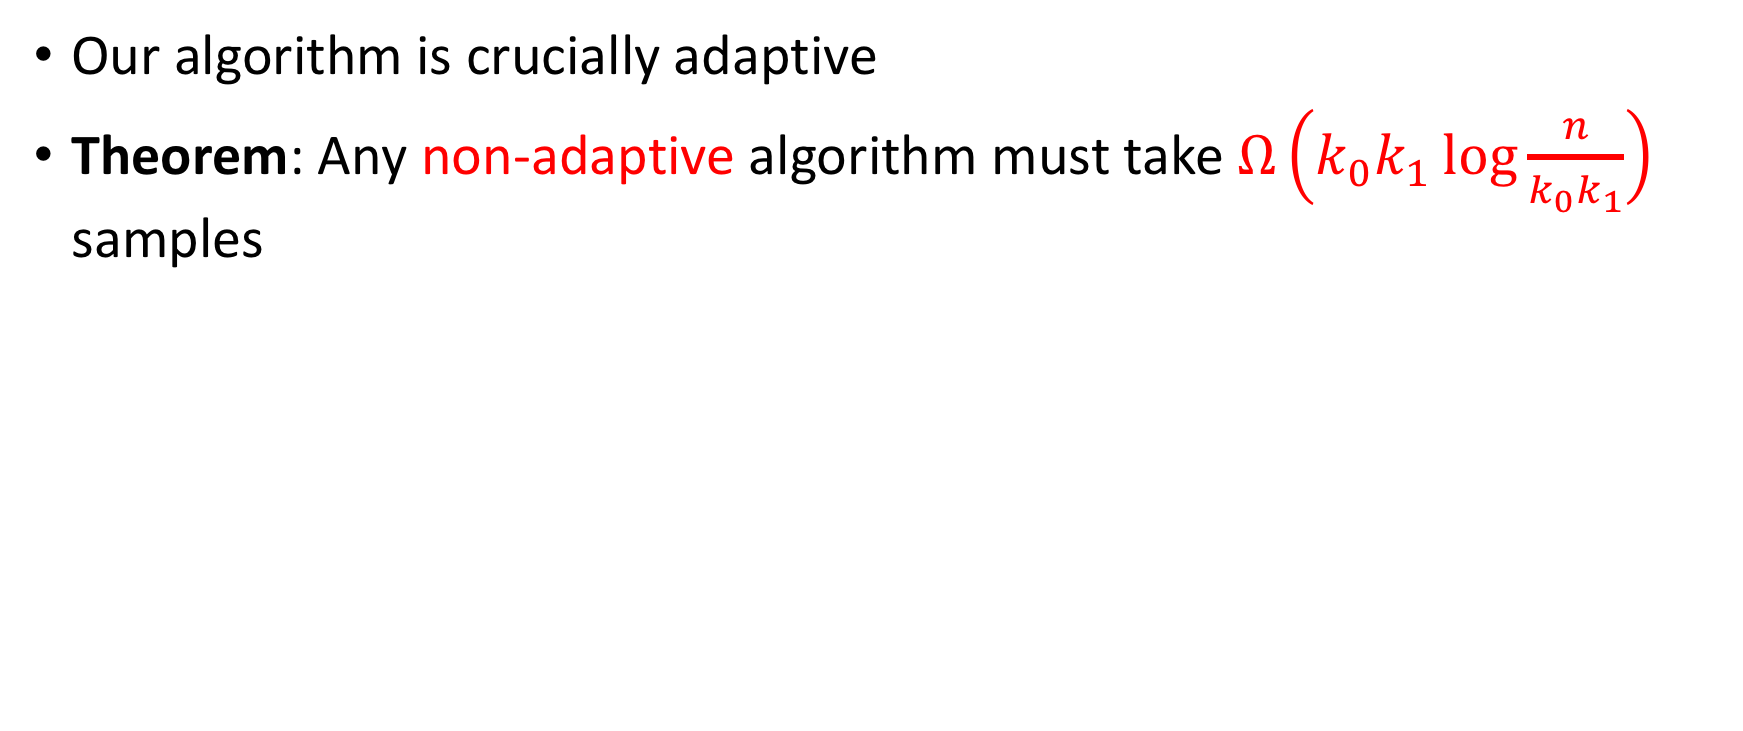 • Our algorithm is crucially adaptive
• Theorem: Any non-adaptive algorithm must take Ω(k₀k₁ log n/(k₀k₁))
samples